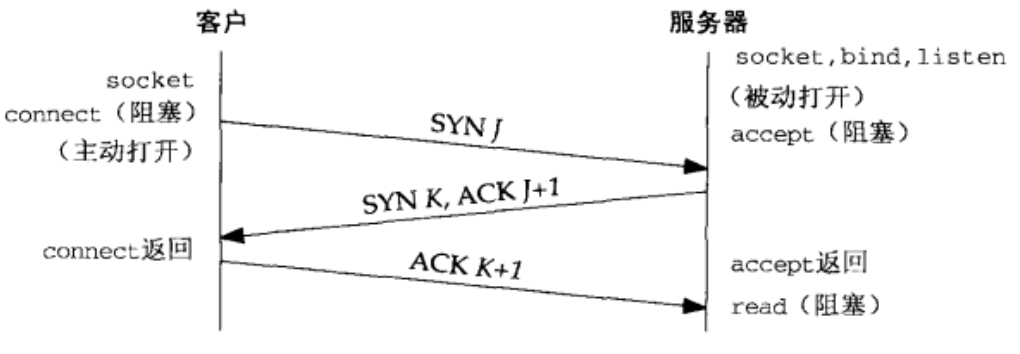 客户
服务器
socket
connect（阻塞）
（主动打开）
socket,bind,listen
（被动打开）
accept（阻塞）
SYN J
SYN K, ACK J+1
connect返回
ACK K+1
accept返回
read（阻塞）